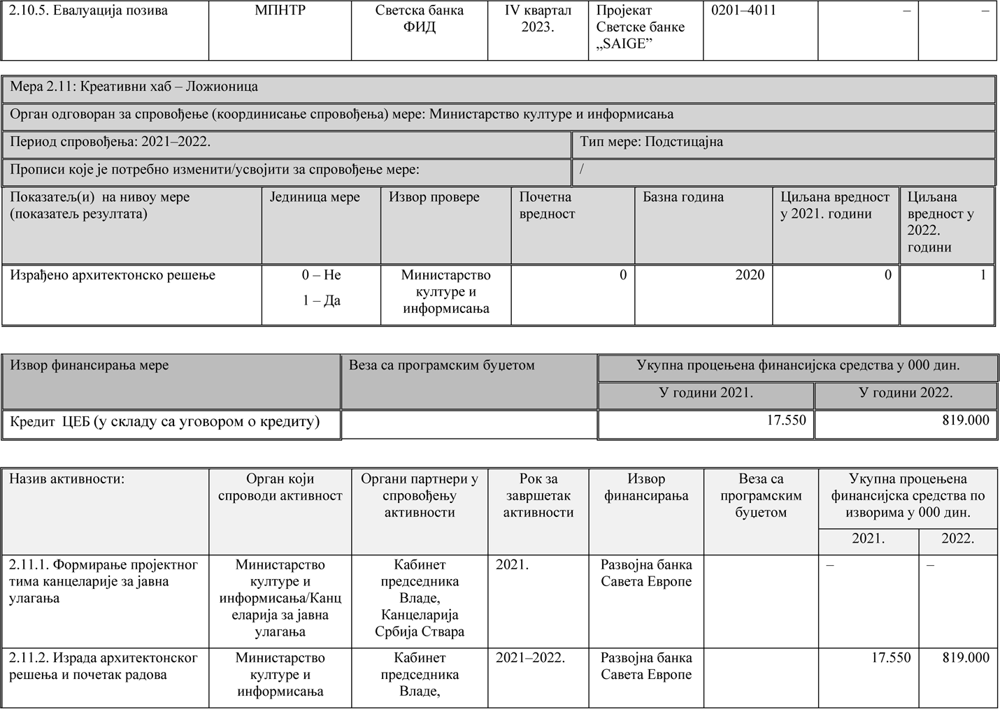 2.10.5. Евалуација позива
МПНТР
Светска банка
ФИД
IV квартал
2023.
Пројекат
Светске банке
„SAIGE”
0201–4011
–
–
Мера 2.11: Креативни хаб – Ложионица
Орган одговоран за спровођење (координисање спровођења) мере: Министарство културе и информисања
Период спровођења: 2021–2022.
Тип мере: Подстицајна
Прописи које је потребно изменити/усвојити за спровођење мере:
/
Показатељ(и) на нивоу мере
(показатељ резултата)
Јединица мере
Извор провере
Почетна
вредност
Базна година
Циљана вредност
у 2021. години
Циљана
вредност у
2022.
години
Израђено архитектонско решење
0 – Не
1 – Да
Министарство
културе и
информисања
0
2020
0
1
Извор финансирања мере
Веза са програмским буџетом
Укупна процењена финансијска средства у 000 дин.
У години 2021.
У години 2022.
Кредит ЦЕБ (у складу са уговором о кредиту)
17.550
819.000
Назив активности:
Орган који
спроводи активност
Органи партнери у
спровођењу
активности
Рок за
завршетак
активности
Извор
финансирања
Веза са
програмским
буџетом
Укупна процењена
финансијска средства по
изворима у 000 дин.
2021.
2022.
2.11.1. Формирање пројектног
тима канцеларије за јавна
улагања
Министарство
културе и
информисања/Канц
еларија за јавна
улагања
Кабинет
председника
Владе,
Канцеларија
Србија Ствара
2021.
Развојна банка
Савета Европе
–
–
2.11.2. Израда архитектонског
решења и почетак радова
Министарство
културе и
информисања
Кабинет
председника
Владе,
2021–2022.
Развојна банка
Савета Европе
17.550
819.000